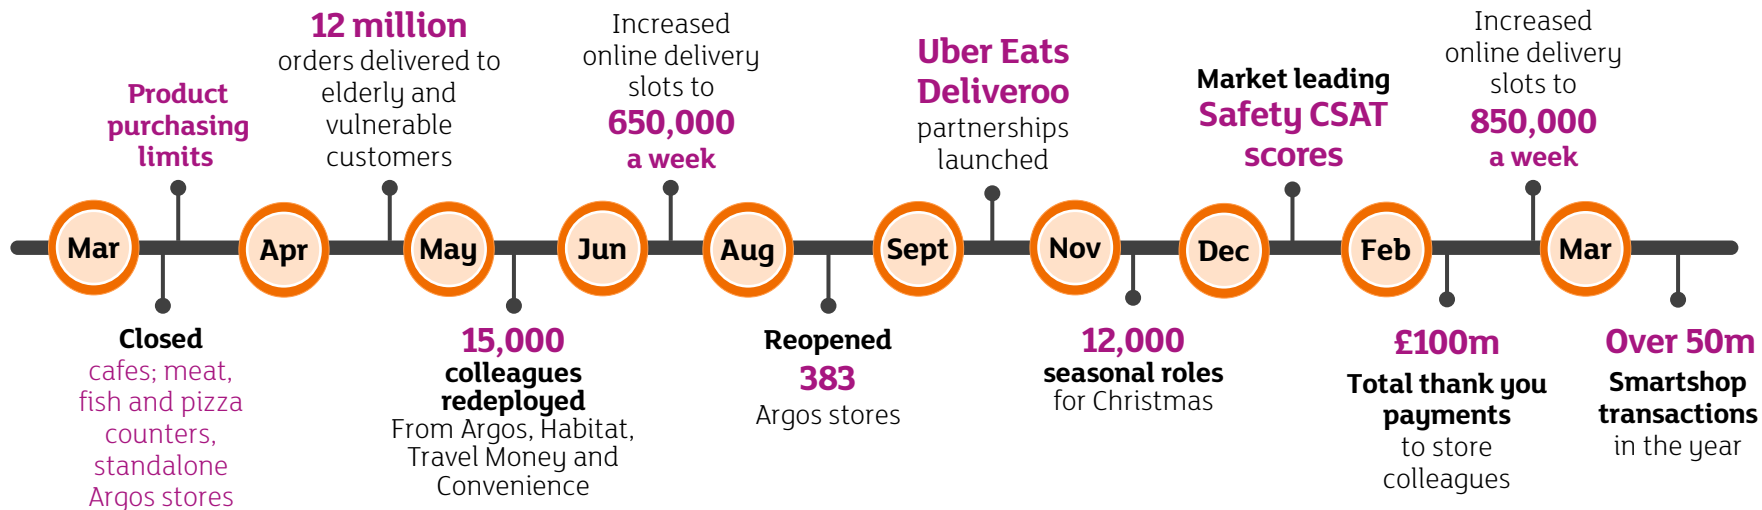 12 million
orders delivered to
elderly and
vulnerable
customers
Increased
online delivery
slots to
650,000
a week
Increased
online delivery
slots to
850,000
a week
Product
purchasing
limits
Uber Eats
Deliveroo
partnerships
launched
Market leading
Safety CSAT
scores
Mar
Apr
May
Jun
Aug
Sept
Nov
Dec
Feb
Mar
Closed
cafes; meat,
fish and pizza
counters,
standalone
Argos stores
15,000
colleagues
redeployed
From Argos, Habitat,
Travel Money and
Convenience
Reopened
383
Argos stores
12,000
seasonal roles
for Christmas
£100m
Total thank you
payments
to store
colleagues
Over 50m
Smartshop
transactions
in the year